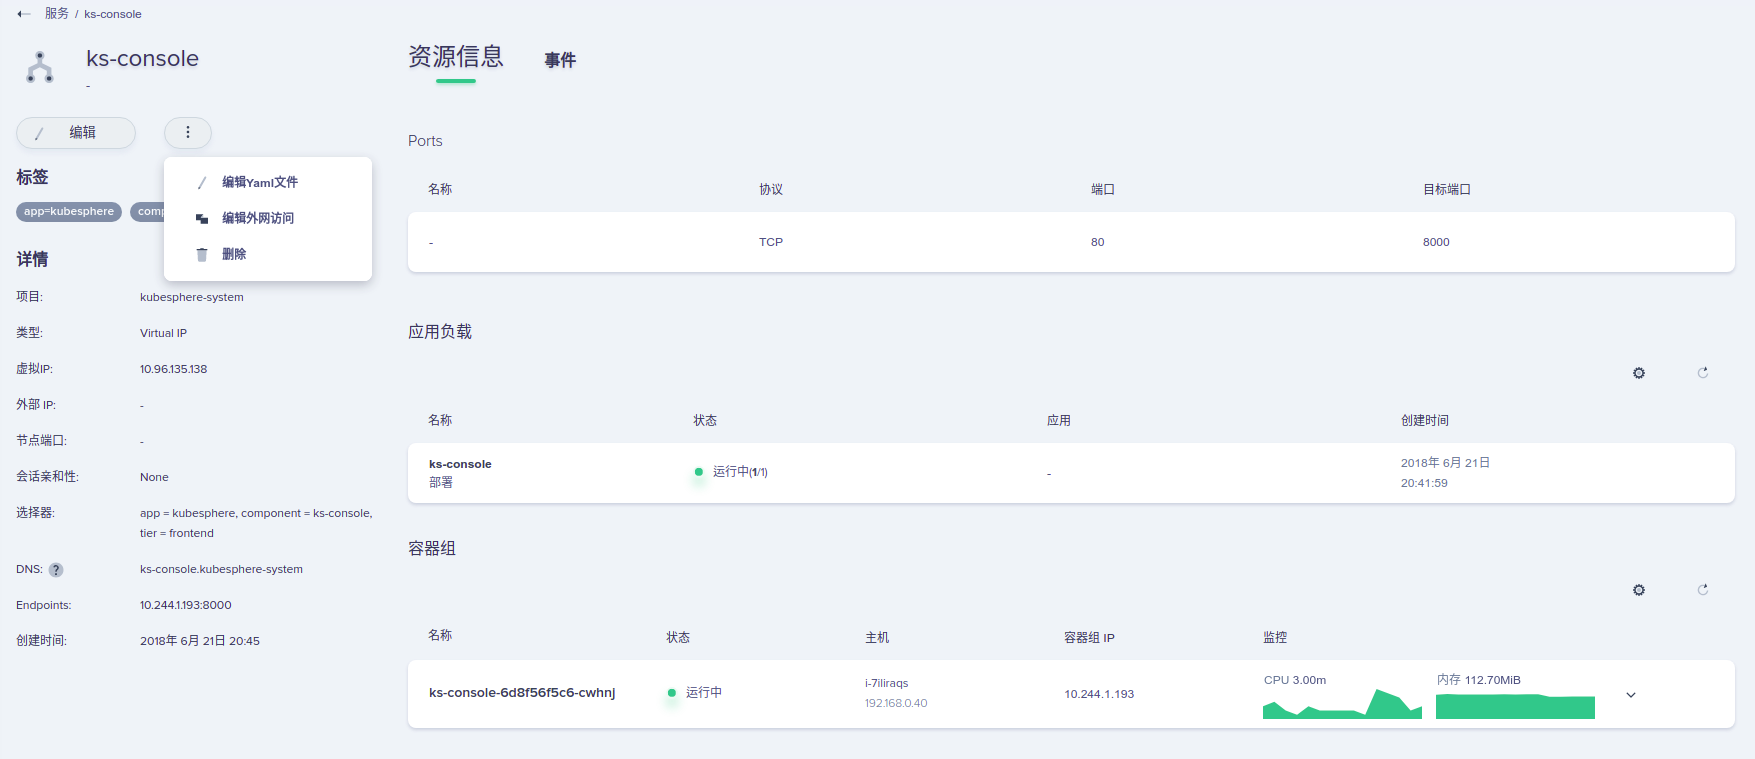 服务 / ks-console
ks-console
-
编辑
编辑Yaml文件
编辑外网访问
删除
标签
app=kubesphere
详情
项目: kubesphere-system
类型: Virtual IP
虚拟IP: 10.96.135.138
外部 IP: -
节点端口: -
会话亲和性: None
选择器: app = kubesphere, component = ks-console,
tier = frontend
DNS: ? ks-console.kubesphere-system
Endpoints: 10.244.1.193:8000
创建时间: 2018年 6月 21日 20:45
资源信息 事件
Ports
名称 协议 端口 目标端口
- TCP 80 8000
应用负载
名称 状态 应用 创建时间
ks-console
部署
运行中(1/1)
-
2018年 6月 21日
20:41:59
容器组
名称 状态 主机 容器组 IP 监控
ks-console-6d8f56f5c6-cwhnj
运行中
i-7iliraqs
192.168.0.40
10.244.1.193
CPU 3.00m
内存 112.70MiB